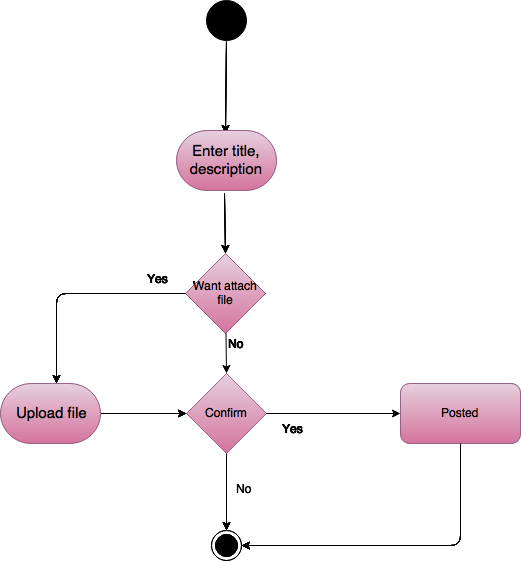 Enter title,
description
Want attach
file
Yes
No
Upload file
Confirm
Yes
Posted
No